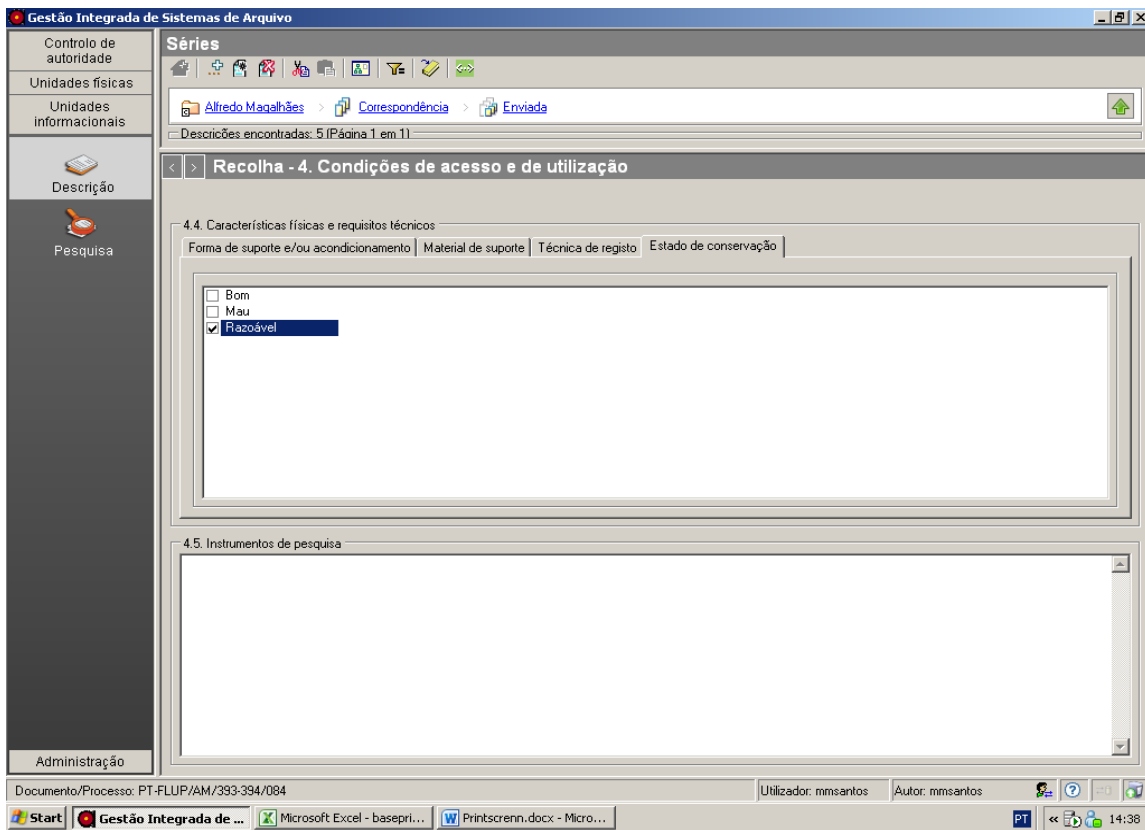 Gestão Integrada de Sistemas de Arquivo
Controlo de
autoridade
Unidades físicas
Unidades
informacionais
Descrição
Pesquisa
Administração
Séries
Alfredo Magalhães > Correspondência > Enviada
Descrições encontradas: 5 (Página 1 em 1)
< > Recolha - 4. Condições de acesso e de utilização
4.4. Características físicas e requisitos técnicos
Forma de suporte e/ou acondicionamento Material de suporte Técnica de registo Estado de conservação
Bom
Mau
Razoável
4.5. Instrumentos de pesquisa
Documento/Processo: PT-FLUP/AM/393-394/084 Utilizador: mmsantos Autor: mmsantos
Start Gestão Integrada de ... Microsoft Excel - basepri... Printscrenn.docx - Micro... PT « 14:38